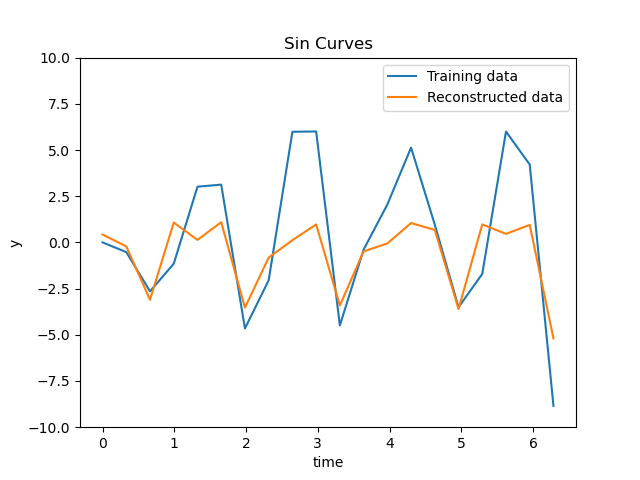 Sin Curves
Training data
Reconstructed data
10.0
7.5
5.0
2.5
0.0
−2.5
−5.0
−7.5
−10.0
y
0 1 2 3 4 5 6
time